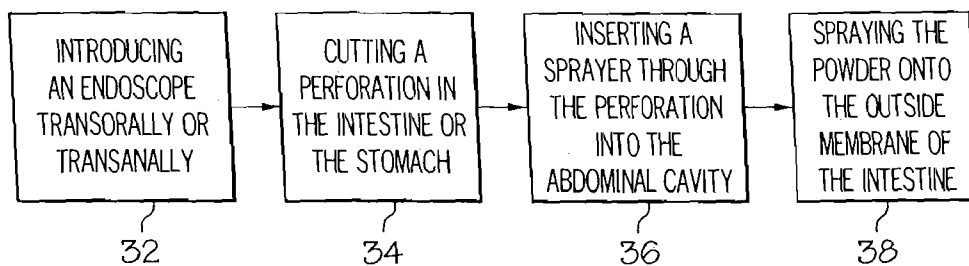 INTRODUCING
AN ENDOSCOPE
TRANSORALLY OR
TRANSANALLY
CUTTING A
PERFORATION IN
THE INTESTINE OR
THE STOMACH
INSERTING A
SPRAYER THROUGH
THE PERFORATION
INTO THE
ABDOMINAL CAVITY
SPRAYING THE
POWDER ONTO
THE OUTSIDE
MEMBRANE OF
THE INTESTINE
32
34
36
38